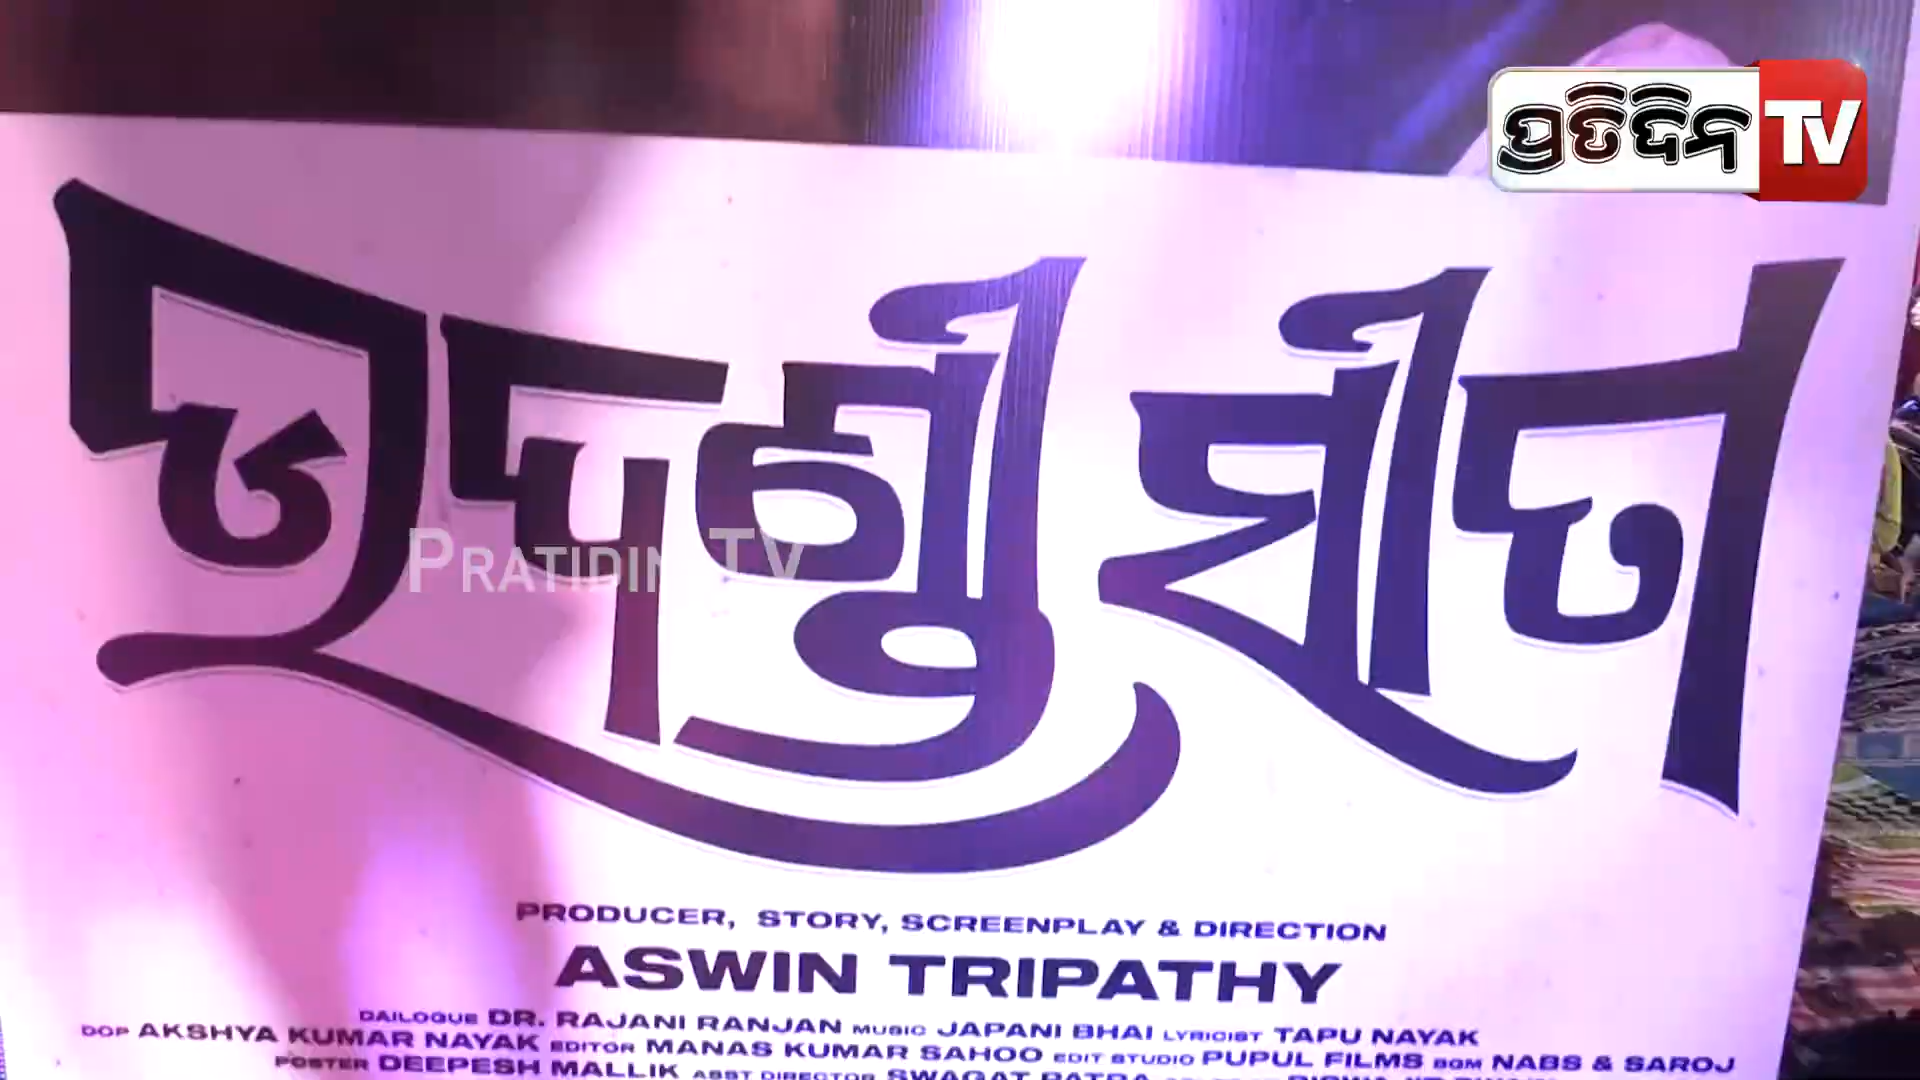 ପ୍ରତିଦିନ TV
ଉଦଣ୍ଡୀ ସୀତା
PRATIDIN TV
PRODUCER, STORY, SCREENPLAY & DIRECTION
ASWIN TRIPATHY
DAILOGUE DR. RAJANI RANJAN MUSIC JAPANI BHAI LYRICIST TAPU NAYAK
DOP AKSHYA KUMAR NAYAK EDITOR MANAS KUMAR SAHOO EDIT STUDIO PUPUL FILMS BGM NABS & SAROJ
POSTER DEEPESH MALLIK ASST DIRECTOR SWAGAT PATRA